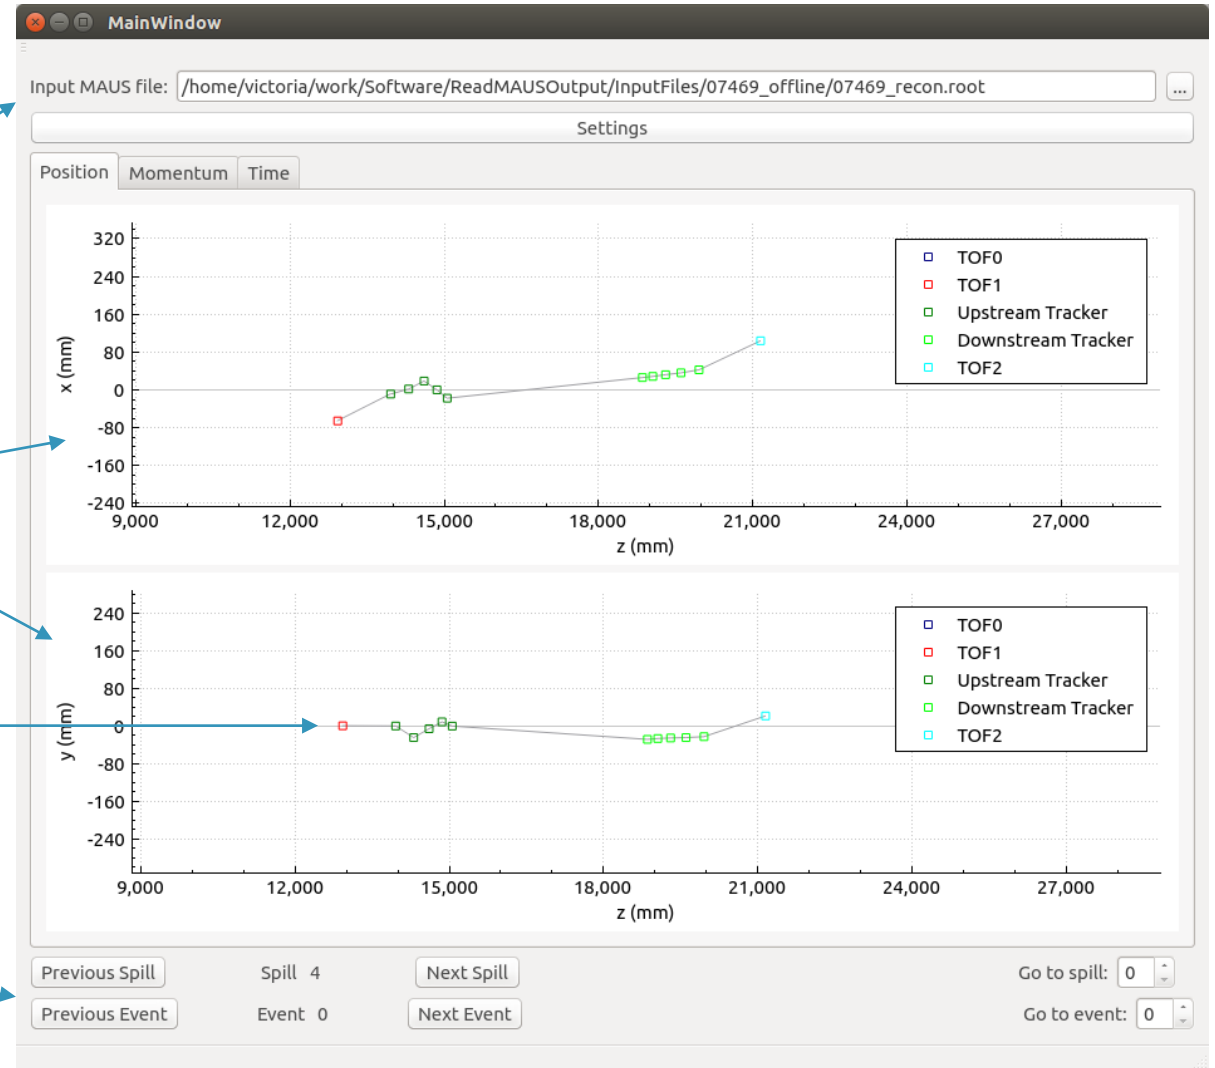 MainWindow
Input MAUS file: /home/victoria/work/Software/ReadMAUSOutput/InputFiles/07469_offline/07469_recon.root ...
Settings
Position Momentum Time
320
240
160
80
0
-80
-160
-240
x (mm)
TOF0
TOF1
Upstream Tracker
Downstream Tracker
TOF2
9,000 12,000 15,000 18,000 21,000 24,000 27,000
z (mm)
240
160
80
0
-80
-160
-240
y (mm)
TOF0
TOF1
Upstream Tracker
Downstream Tracker
TOF2
9,000 12,000 15,000 18,000 21,000 24,000 27,000
z (mm)
Previous Spill Spill 4 Next Spill Go to spill: 0
Previous Event Event 0 Next Event Go to event: 0